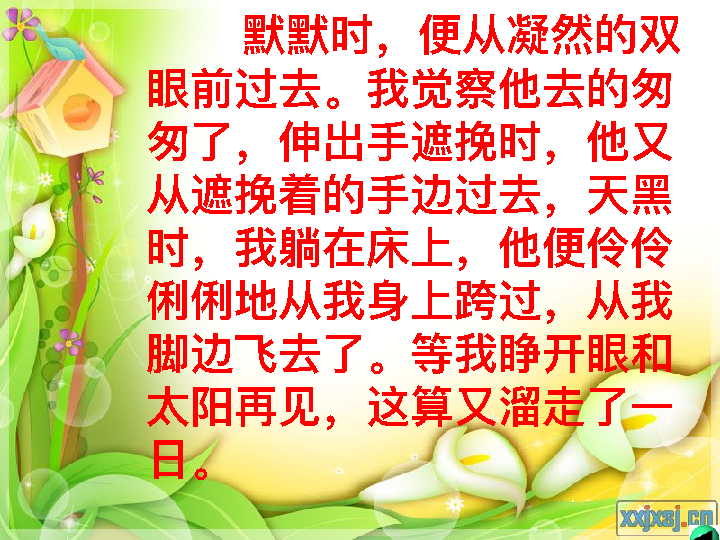 默默时，便从凝然的双
眼前过去。我觉察他去的匆
匆了，伸出手遮挽时，他又
从遮挽着的手边过去，天黑
时，我躺在床上，他便伶伶
俐俐地从我身上跨过，从我
脚边飞去了。等我睁开眼和
太阳再见，这算又溜走了一
日。
xxjxsj.cn